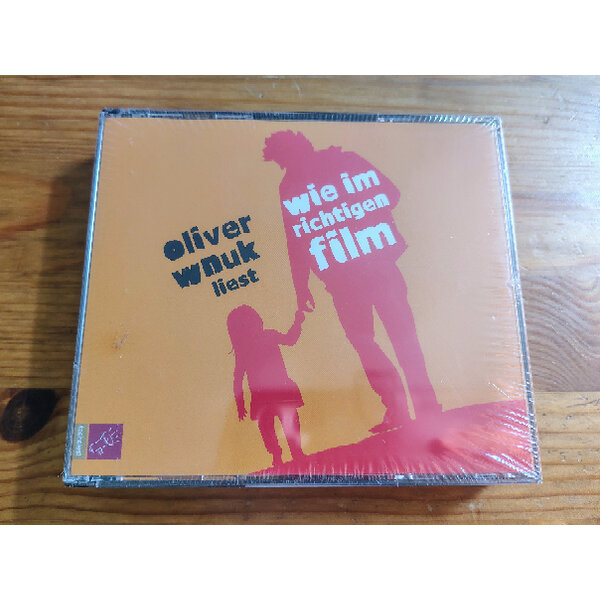 oliver
wnuk
liest
wie im
richtigen
film